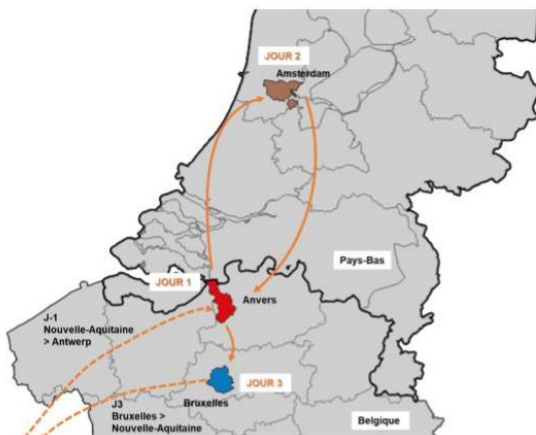 JOUR 2
Amsterdam
Pays-Bas
JOUR 1
Anvers
J-1
Nouvelle-Aquitaine
> Antwerp
JOUR 3
Bruxelles
J3
Bruxelles >
Nouvelle-Aquitaine
Belgique